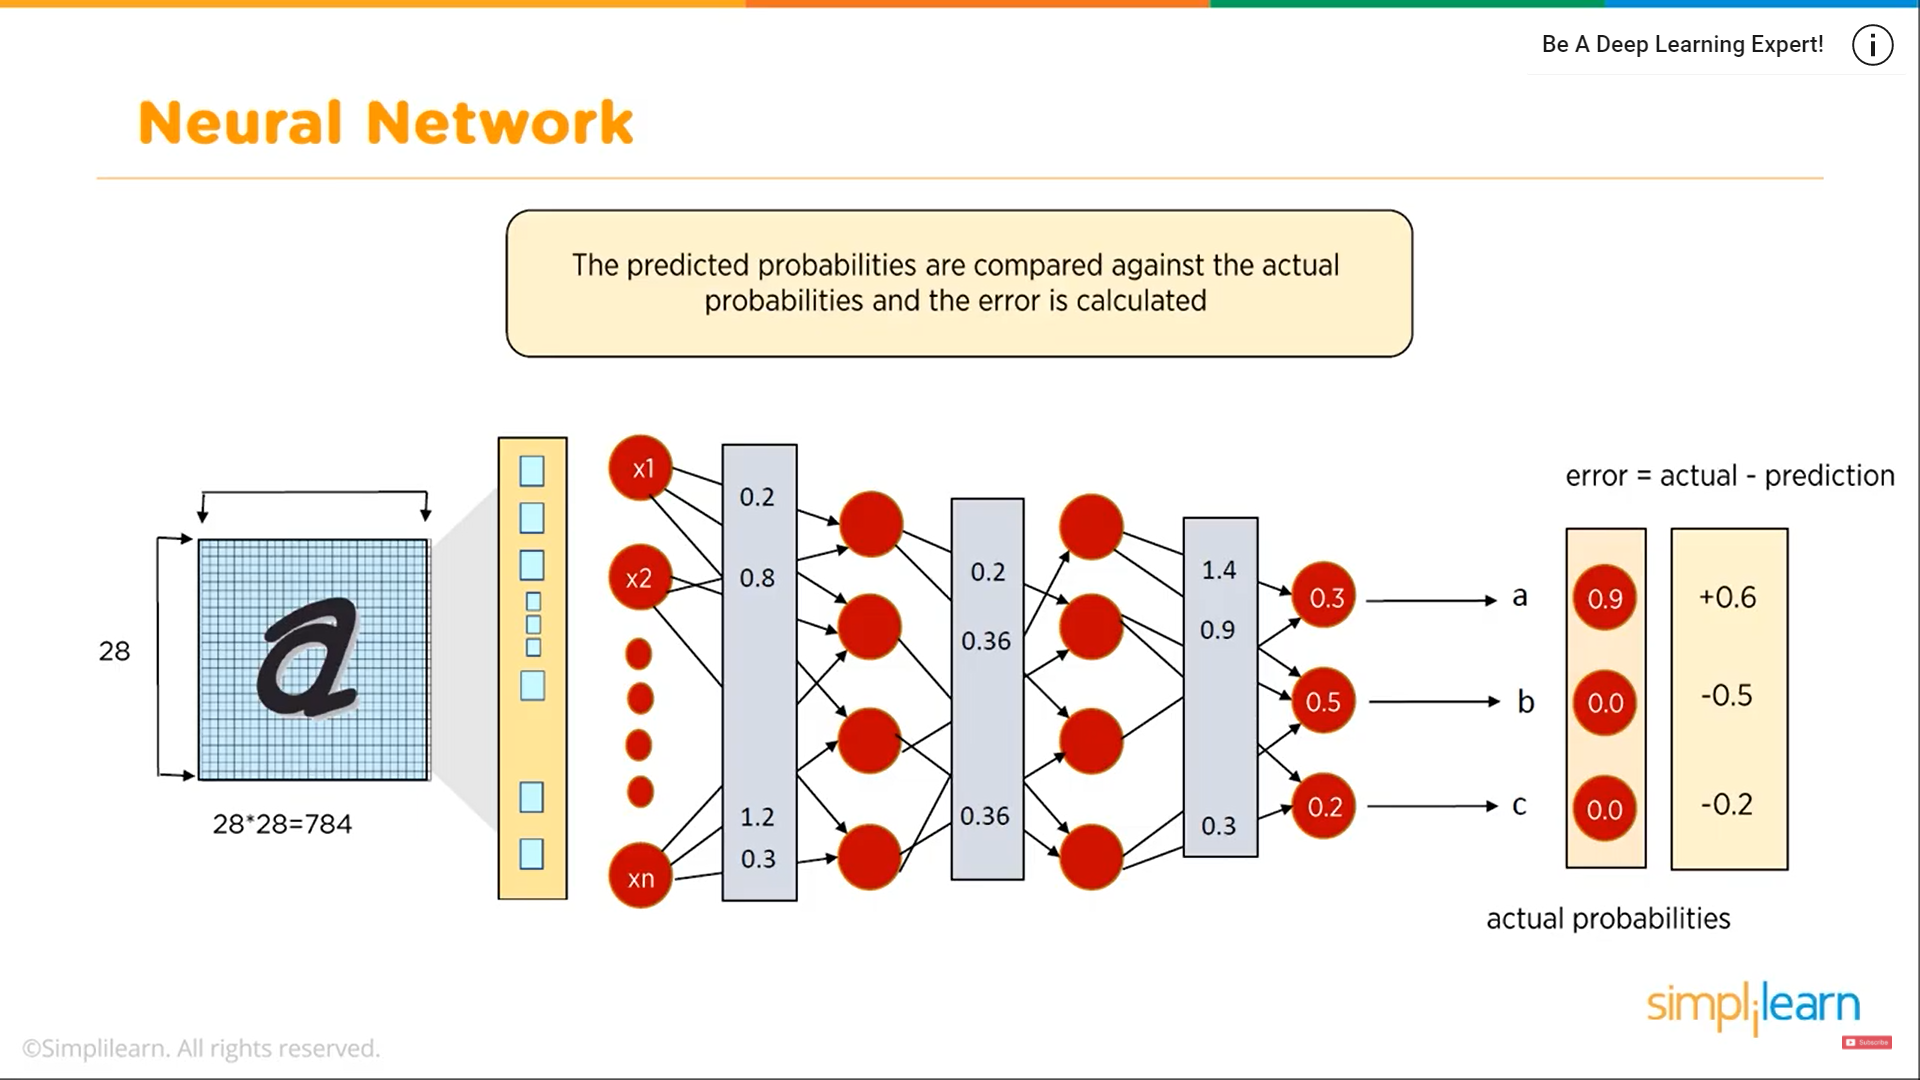 Be A Deep Learning Expert!
Neural Network
The predicted probabilities are compared against the actual
probabilities and the error is calculated
error = actual - prediction
28
a
28*28=784
x1
x2
xn
0.2
0.8
1.2
0.3
0.2
0.36
0.36
1.4
0.9
0.3
0.3
0.5
0.2
a
b
c
0.9
0.0
0.0
+0.6
-0.5
-0.2
actual probabilities
simplilearn
Subscribe
©Simplilearn. All rights reserved.